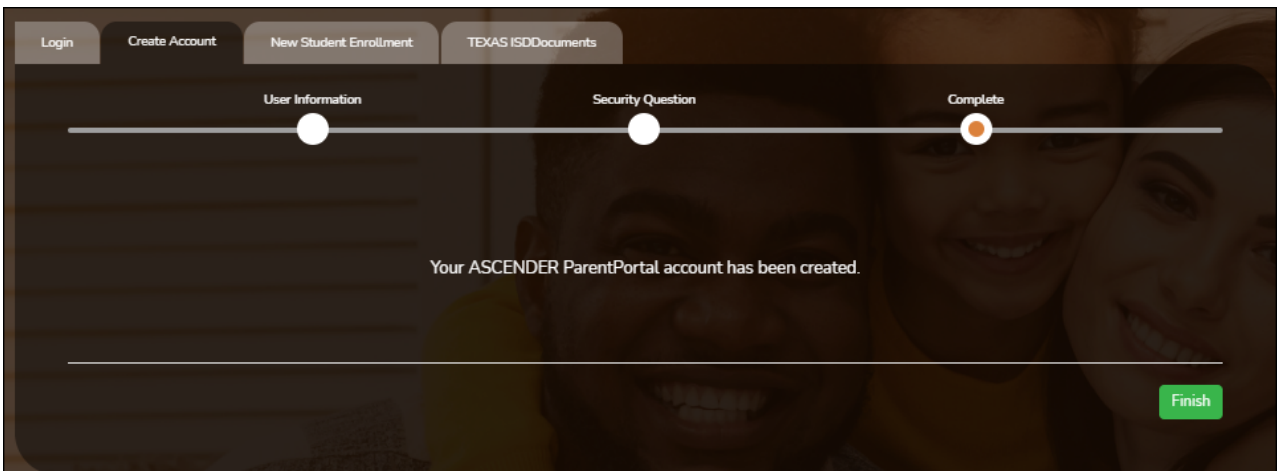 Login Create Account New Student Enrollment TEXAS ISDDocuments
User Information Security Question Complete
Your ASCENDER ParentPortal account has been created.
Finish